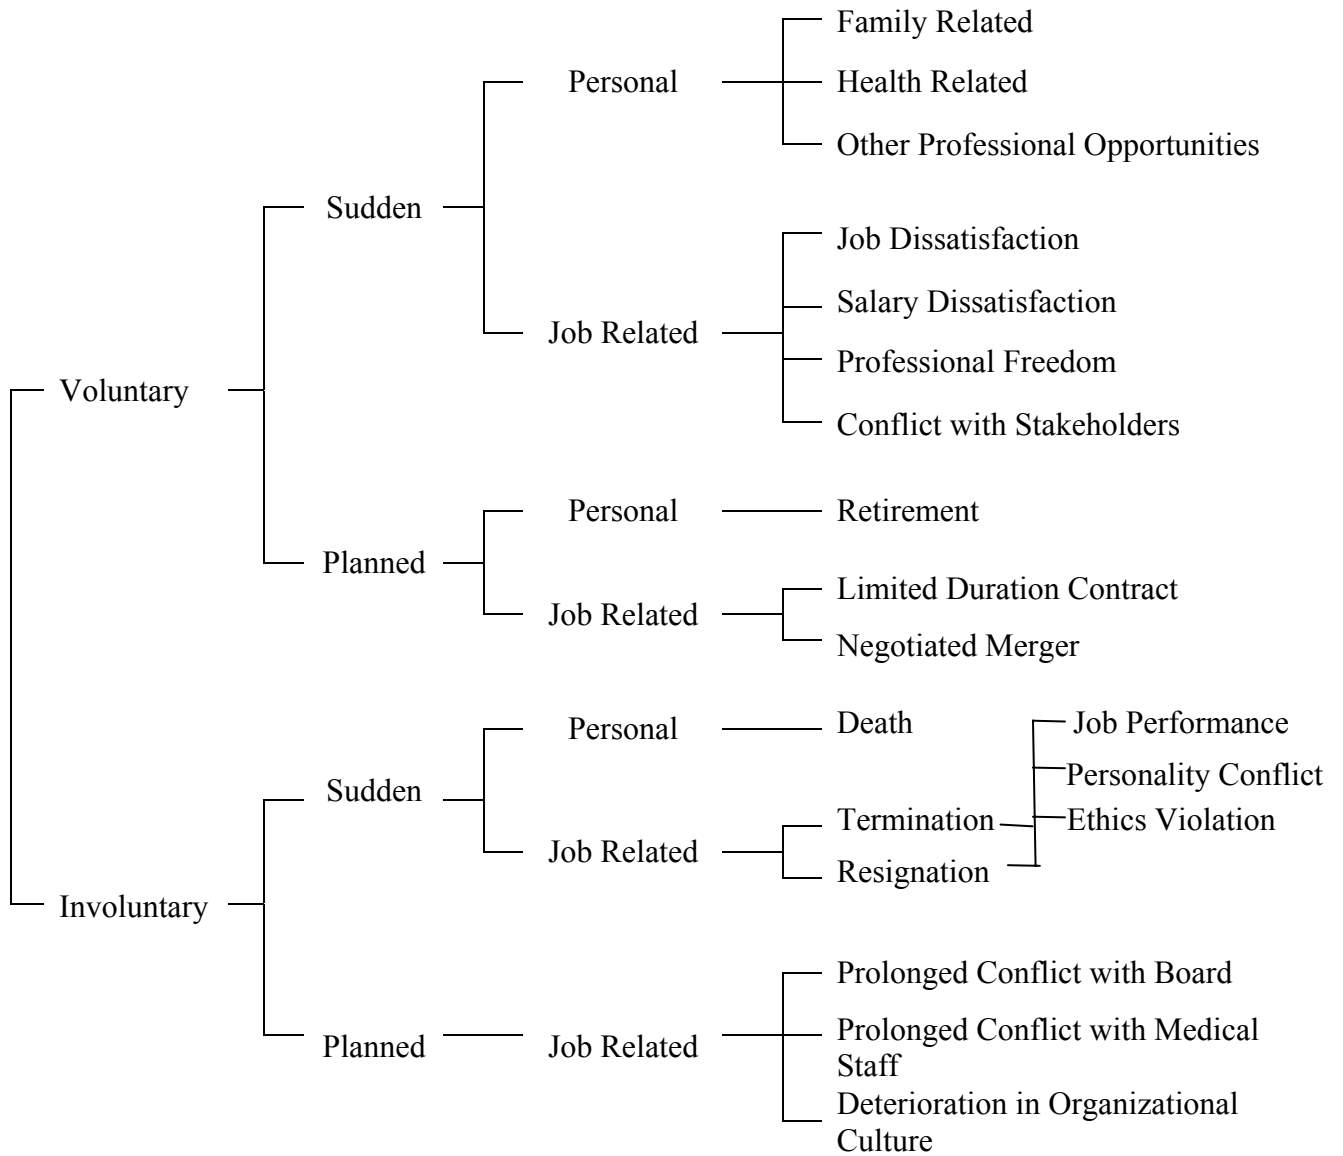 Family Related
Personal
Health Related
Other Professional Opportunities
Sudden
Job Dissatisfaction
Salary Dissatisfaction
Job Related
Professional Freedom
Voluntary
Conflict with Stakeholders
Personal
Retirement
Planned
Limited Duration Contract
Job Related
Negotiated Merger
Personal
Death
Job Performance
Personality Conflict
Sudden
Termination
Ethics Violation
Job Related
Resignation
Involuntary
Prolonged Conflict with Board
Planned
Job Related
Prolonged Conflict with Medical
Staff
Deterioration in Organizational
Culture